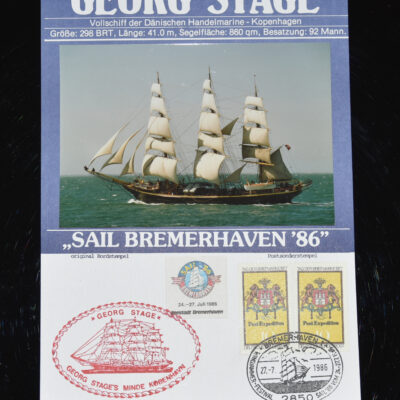 GEORG STAGE
Vollschiff der Dänischen Handelmarine - Kopenhagen
Größe: 298 BRT, Länge: 41.0 m, Segelfläche: 860 qm, Besatzung: 92 Mann.
„SAIL BREMERHAVEN '86"
Original Bordstempel
Postsonderstempel
24.-27. Juli 1986
Seestadt Bremerhaven
Post Expedition
Post Expedition
GEORG STAGE
GEORG STAGE'S MINDE KØBENHAVN
BREMERHAVEN
27.-7.
1986
2850